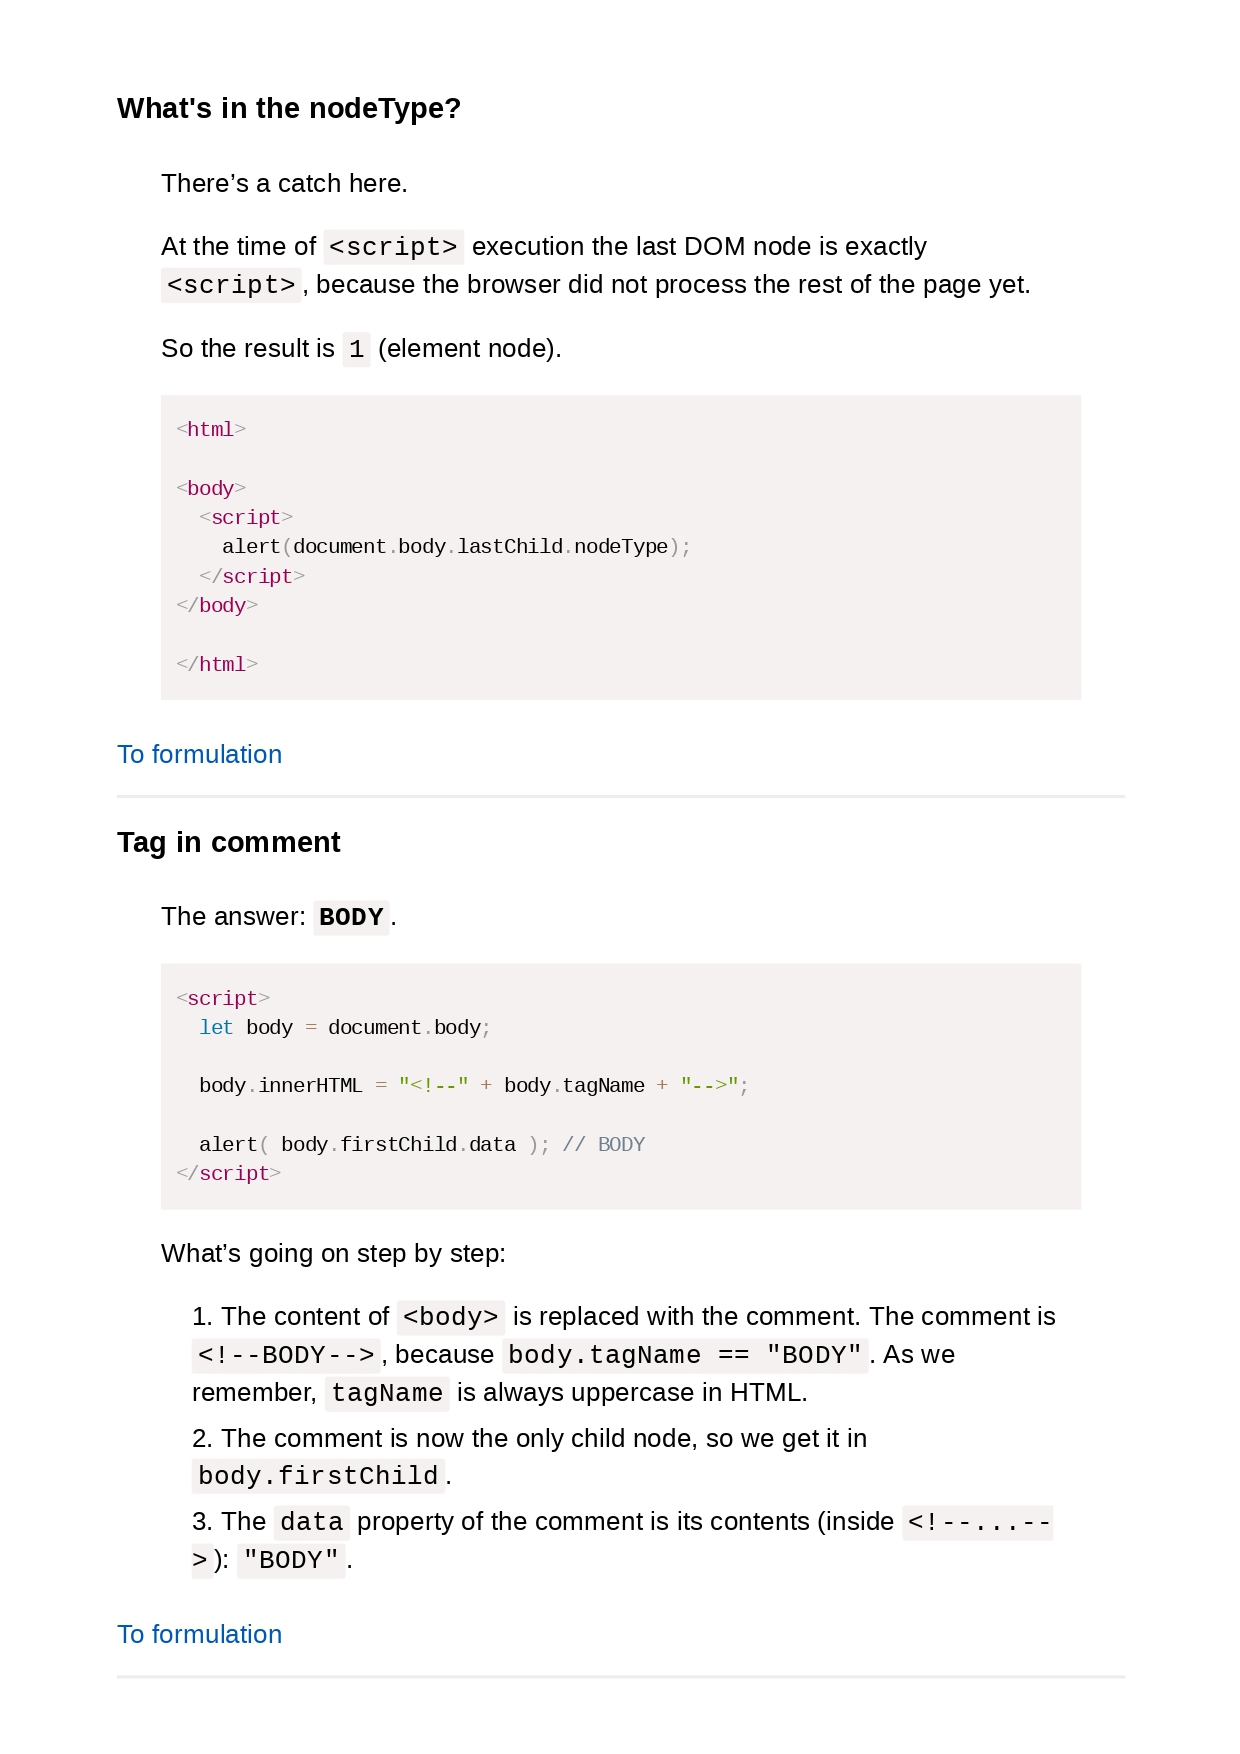 What's in the nodeType?
There’s a catch here.
At the time of <script> execution the last DOM node is exactly
<script>, because the browser did not process the rest of the page yet.
So the result is 1 (element node).
<html>
<body>
  <script>
    alert(document.body.lastChild.nodeType);
  </script>
</body>
</html>
To formulation
Tag in comment
The answer: BODY.
<script>
  let body = document.body;
  body.innerHTML = "<!--" + body.tagName + "-->";
  alert( body.firstChild.data ); // BODY
</script>
What’s going on step by step:
1. The content of <body> is replaced with the comment. The comment is
<!--BODY-->, because body.tagName == "BODY". As we
remember, tagName is always uppercase in HTML.
2. The comment is now the only child node, so we get it in
body.firstChild.
3. The data property of the comment is its contents (inside <!--...--
>): "BODY".
To formulation